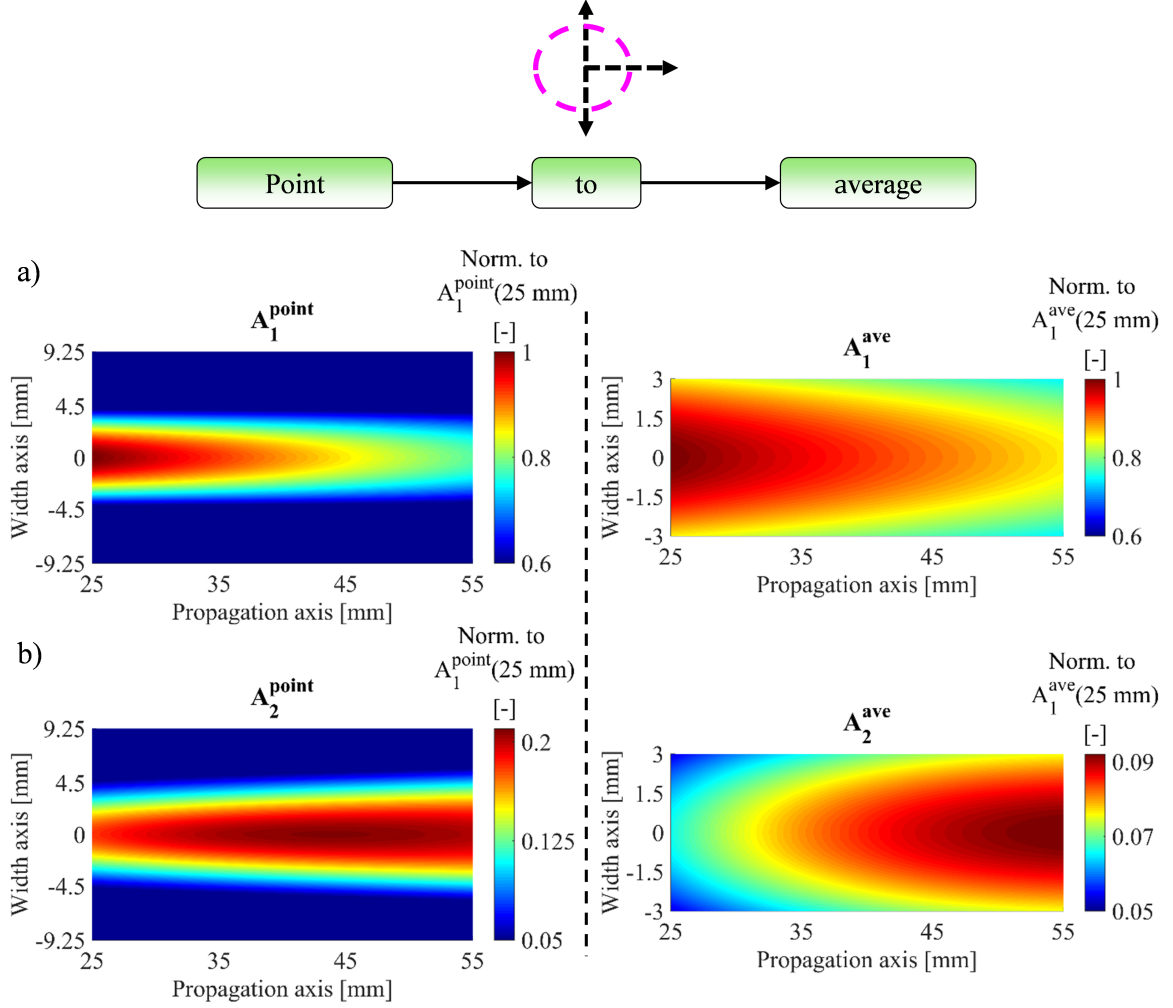 Point to average
a)
Norm. to
A₁ᵖᵒⁱⁿᵗ(25 mm)
[-]
A₁ᵖᵒⁱⁿᵗ
9.25
4.5
0
-4.5
-9.25
Width axis [mm]
25 35 45 55
Propagation axis [mm]
1
0.8
0.6
Norm. to
A₁ᵃᵛᵉ(25 mm)
[-]
A₁ᵃᵛᵉ
3
1.5
0
-1.5
-3
Width axis [mm]
25 35 45 55
Propagation axis [mm]
1
0.8
0.6
b)
Norm. to
A₁ᵖᵒⁱⁿᵗ(25 mm)
[-]
A₂ᵖᵒⁱⁿᵗ
9.25
4.5
0
-4.5
-9.25
Width axis [mm]
25 35 45 55
Propagation axis [mm]
0.2
0.125
0.05
Norm. to
A₁ᵃᵛᵉ(25 mm)
[-]
A₂ᵃᵛᵉ
3
1.5
0
-1.5
-3
Width axis [mm]
25 35 45 55
Propagation axis [mm]
0.09
0.07
0.05